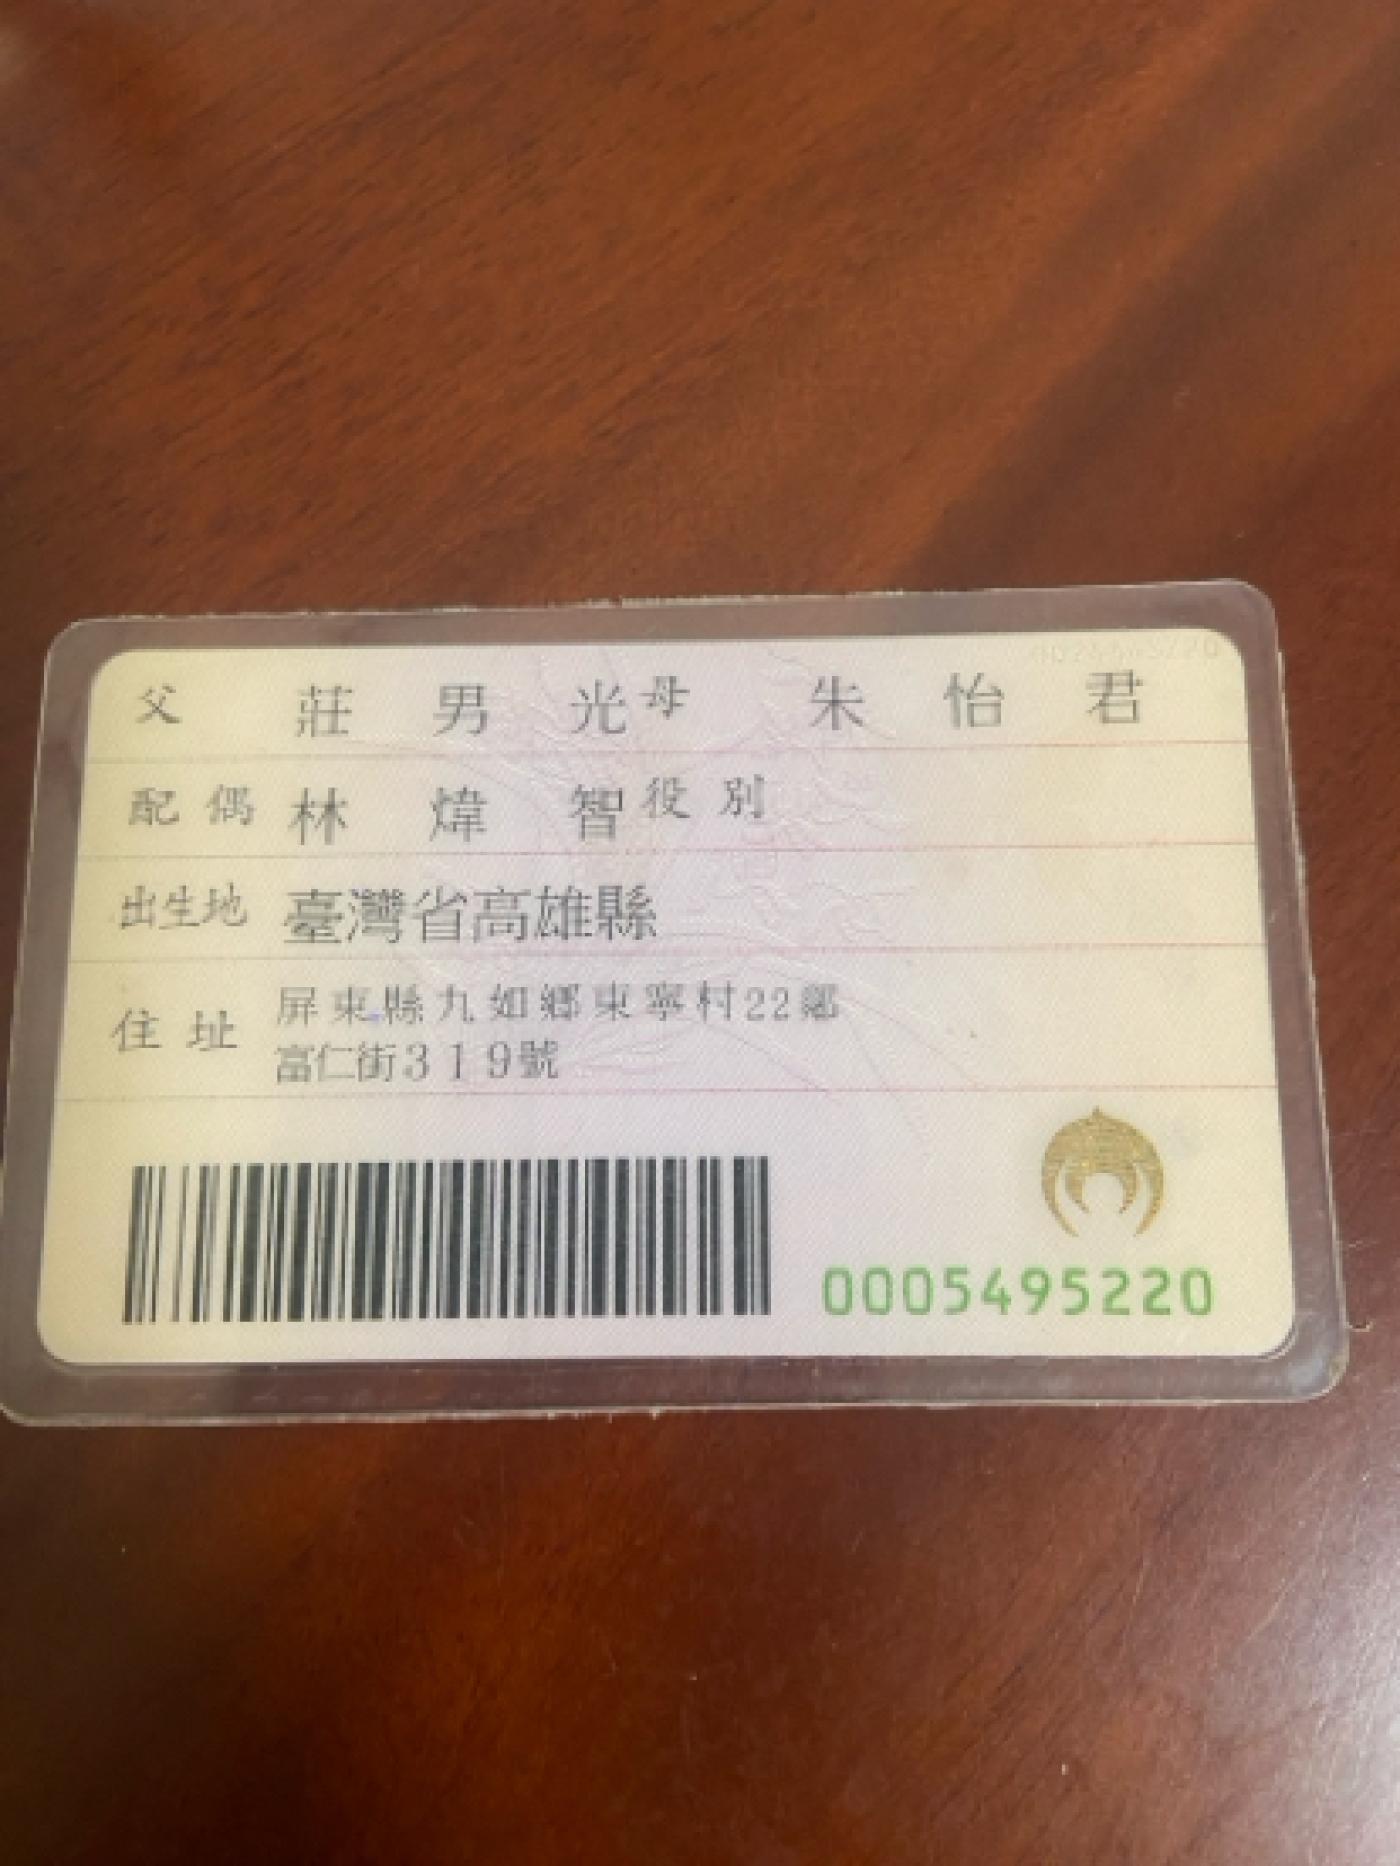 父 莊男光 母 朱怡君
配偶 林煒智 役別
出生地 臺灣省高雄縣
住址 屏東縣九如鄉東寧村22鄰
富仁街319號
0005495220